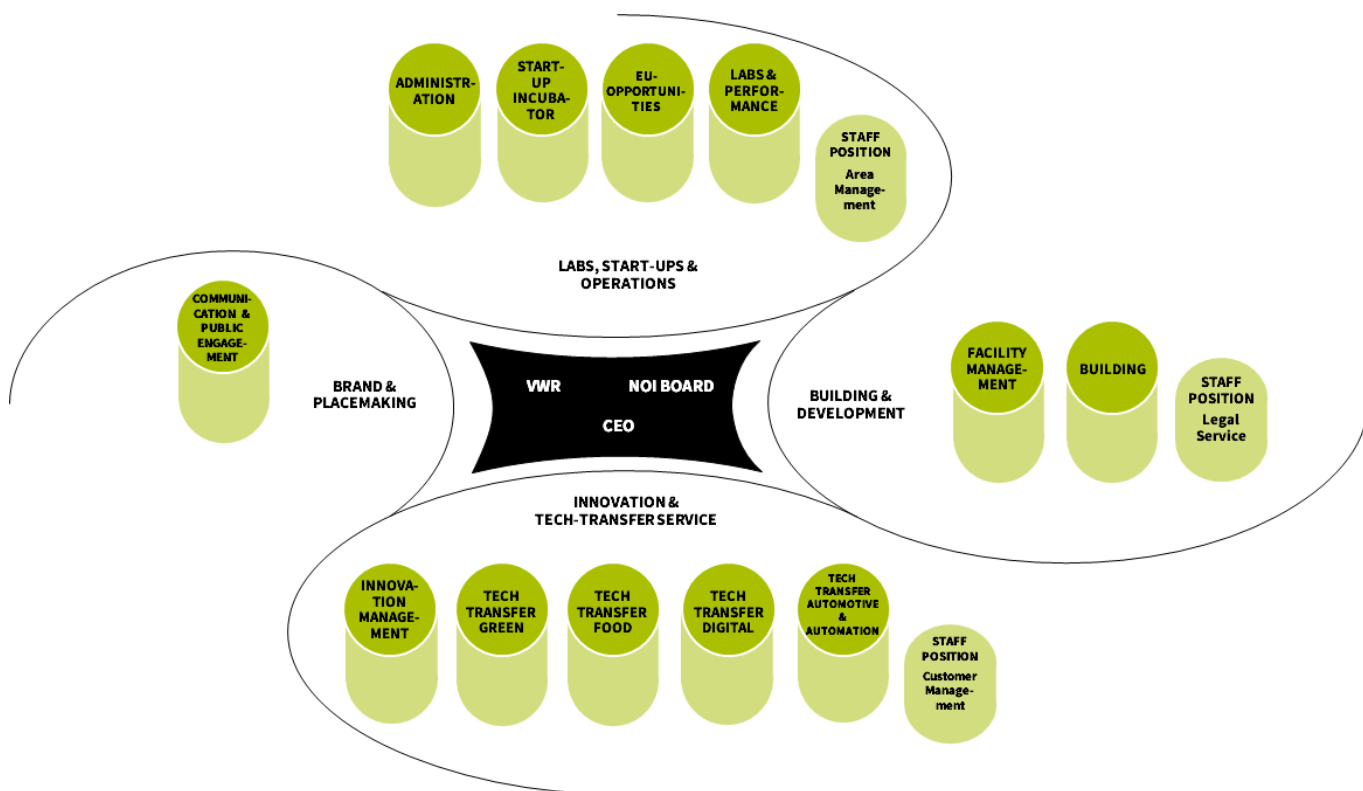 ADMINISTR-
ATION
START-
UP
INCUBA-
TOR
EU-
OPPORTUNI-
TIES
LABS &
PERFOR-
MANCE
STAFF
POSITION
Area
Manage-
ment
LABS, START-UPS &
OPERATIONS
COMMUNI-
CATION &
PUBLIC
ENGAGE-
MENT
BRAND &
PLACEMAKING
VWR
NOI BOARD
CEO
BUILDING &
DEVELOPMENT
FACILITY
MANAGE-
MENT
BUILDING
STAFF
POSITION
Legal
Service
INNOVATION &
TECH-TRANSFER SERVICE
INNOVA-
TION
MANAGE-
MENT
TECH
TRANSFER
GREEN
TECH
TRANSFER
FOOD
TECH
TRANSFER
DIGITAL
TECH
TRANSFER
AUTOMOTIVE
&
AUTOMATION
STAFF
POSITION
Customer
Manage-
ment